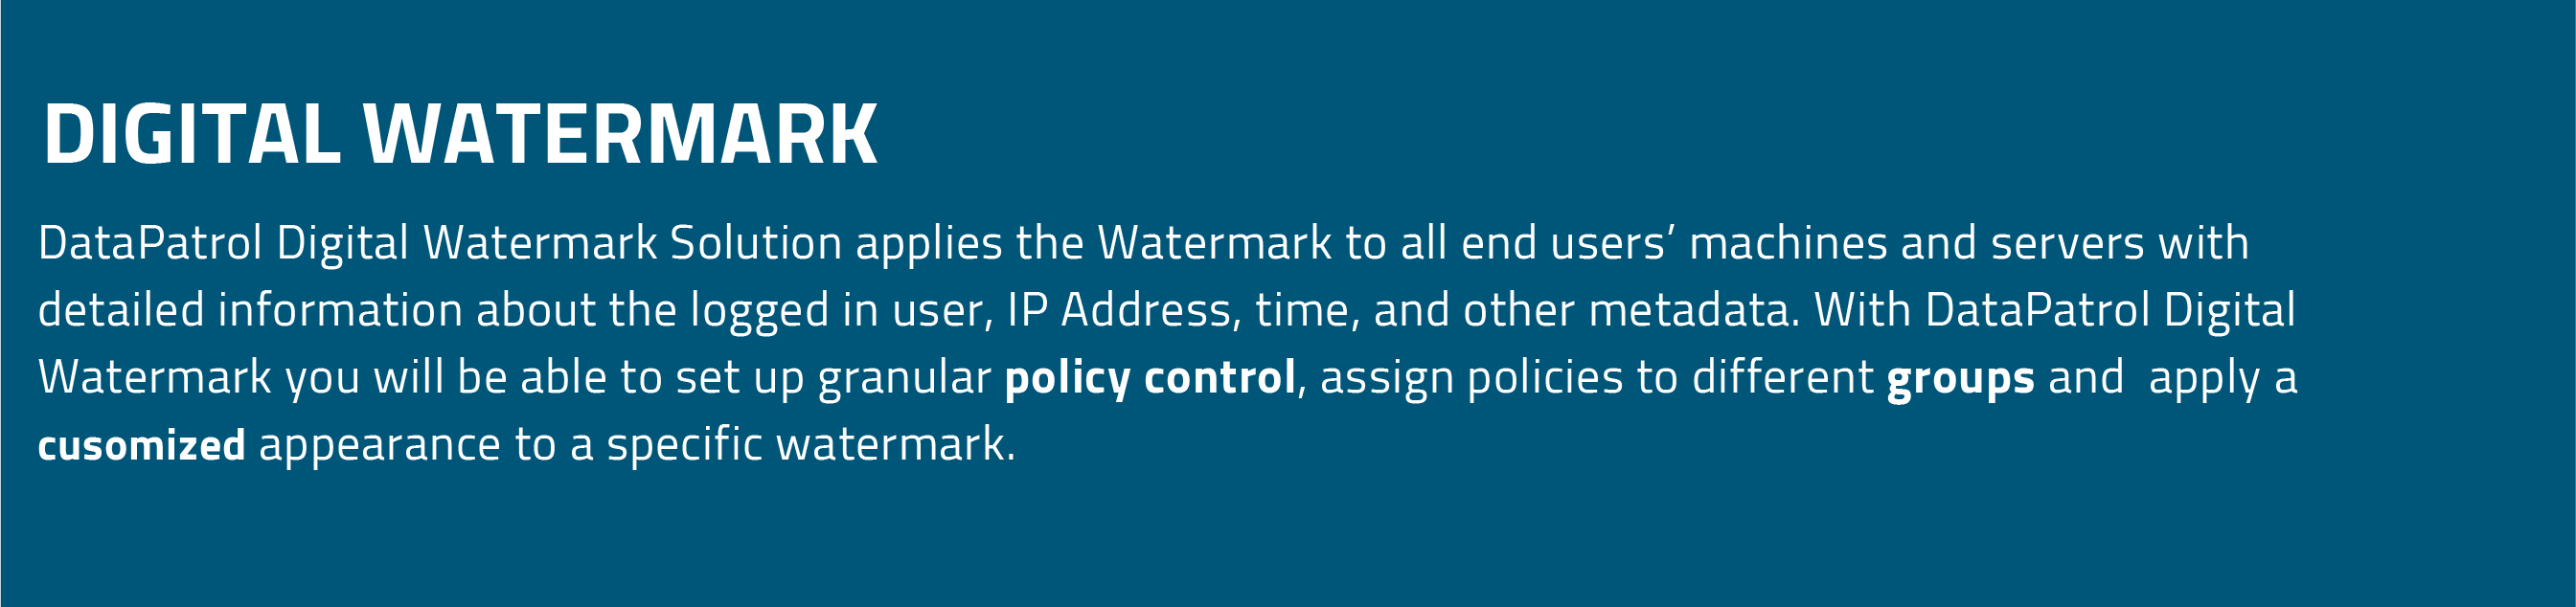 DIGITAL WATERMARK
DataPatrol Digital Watermark Solution applies the Watermark to all end users’ machines and servers with
detailed information about the logged in user, IP Address, time, and other metadata. With DataPatrol Digital
Watermark you will be able to set up granular policy control, assign policies to different groups and  apply a
cusomized appearance to a specific watermark.